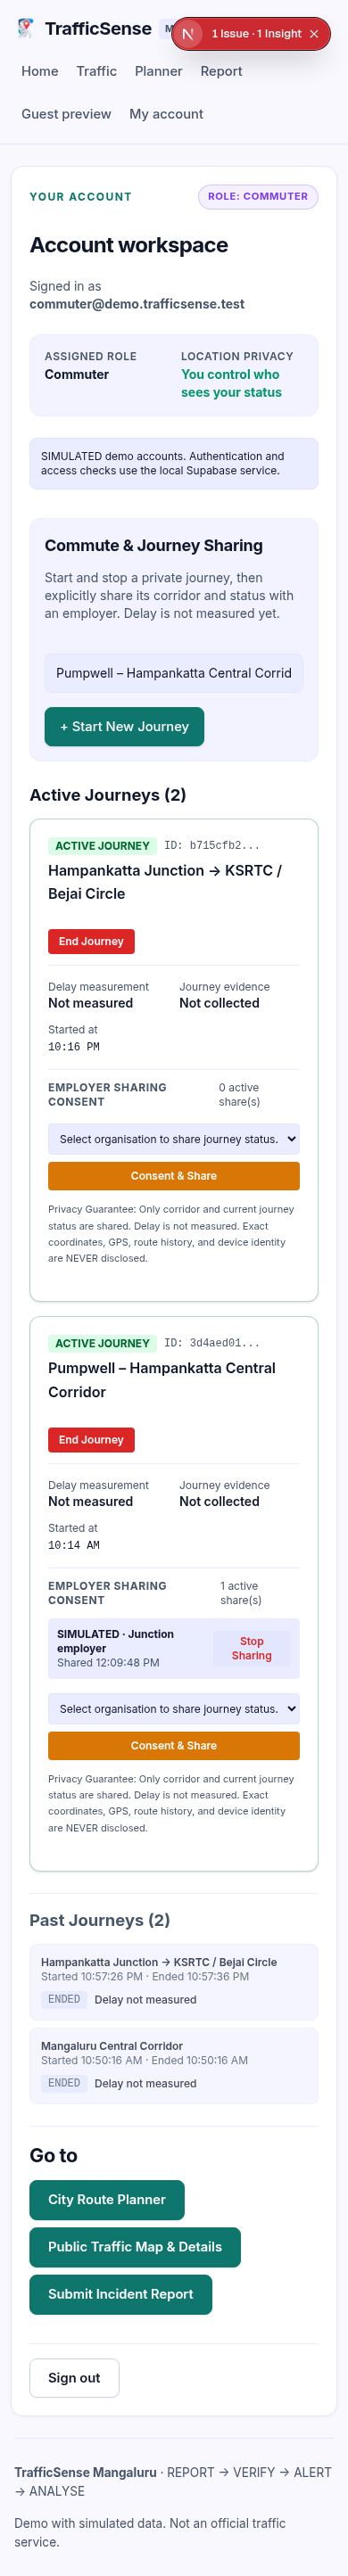 TrafficSense
1 Issue · 1 Insight
Home Traffic Planner Report
Guest preview My account
YOUR ACCOUNT
ROLE: COMMUTER
Account workspace
Signed in as
commuter@demo.trafficsense.test
ASSIGNED ROLE
Commuter
LOCATION PRIVACY
You control who
sees your status
SIMULATED demo accounts. Authentication and
access checks use the local Supabase service.
Commute & Journey Sharing
Start and stop a private journey, then
explicitly share its corridor and status with
an employer. Delay is not measured yet.
Pumpwell – Hampankatta Central Corrid
+ Start New Journey
Active Journeys (2)
ACTIVE JOURNEY ID: b715cfb2...
Hampankatta Junction → KSRTC /
Bejai Circle
End Journey
Delay measurement
Not measured
Journey evidence
Not collected
Started at
10:16 PM
EMPLOYER SHARING
CONSENT
0 active
share(s)
Select organisation to share journey status.
Consent & Share
Privacy Guarantee: Only corridor and current journey
status are shared. Delay is not measured. Exact
coordinates, GPS, route history, and device identity
are NEVER disclosed.
ACTIVE JOURNEY ID: 3d4aed01...
Pumpwell – Hampankatta Central
Corridor
End Journey
Delay measurement
Not measured
Journey evidence
Not collected
Started at
10:14 AM
EMPLOYER SHARING
CONSENT
1 active
share(s)
SIMULATED · Junction
employer
Shared 12:09:48 PM
Stop
Sharing
Select organisation to share journey status.
Consent & Share
Privacy Guarantee: Only corridor and current journey
status are shared. Delay is not measured. Exact
coordinates, GPS, route history, and device identity
are NEVER disclosed.
Past Journeys (2)
Hampankatta Junction → KSRTC / Bejai Circle
Started 10:57:26 PM · Ended 10:57:36 PM
ENDED Delay not measured
Mangaluru Central Corridor
Started 10:50:16 AM · Ended 10:50:16 AM
ENDED Delay not measured
Go to
City Route Planner
Public Traffic Map & Details
Submit Incident Report
Sign out
TrafficSense Mangaluru · REPORT → VERIFY → ALERT
→ ANALYSE
Demo with simulated data. Not an official traffic
service.